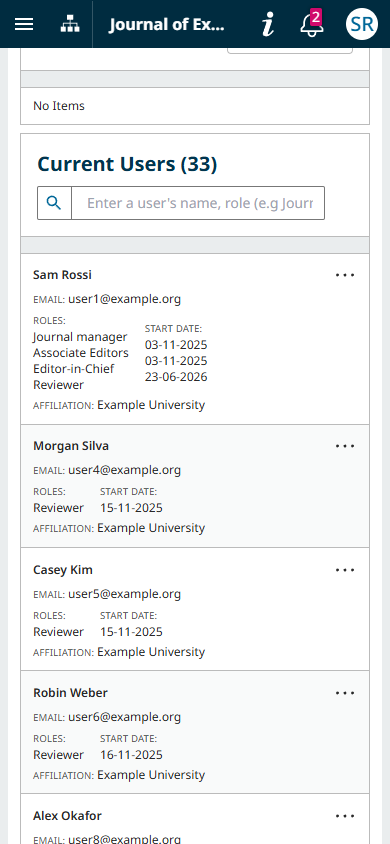 Journal of Ex...
2
SR
No Items
Current Users (33)
Enter a user's name, role (e.g Journ
Sam Rossi
EMAIL: user1@example.org
ROLES:
START DATE:
Journal manager
03-11-2025
Associate Editors
03-11-2025
Editor-in-Chief
23-06-2026
Reviewer
AFFILIATION: Example University
Morgan Silva
EMAIL: user4@example.org
ROLES: START DATE:
Reviewer 15-11-2025
AFFILIATION: Example University
Casey Kim
EMAIL: user5@example.org
ROLES: START DATE:
Reviewer 15-11-2025
AFFILIATION: Example University
Robin Weber
EMAIL: user6@example.org
ROLES: START DATE:
Reviewer 16-11-2025
AFFILIATION: Example University
Alex Okafor
EMAIL: user8@example.org